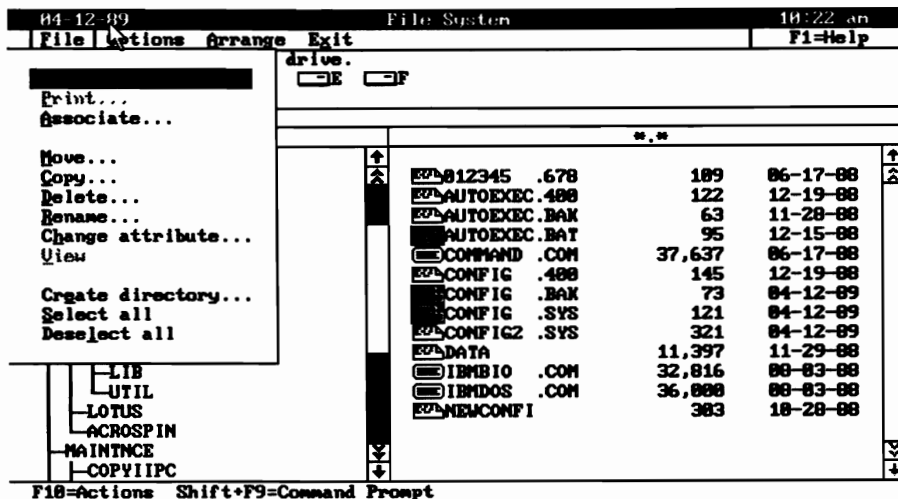 04-12-89 File System 10:22 am
File Options Arrange Exit F1=Help
drive.
E F
Print...
Associate...
*.*
Move...
Copy...
Delete...
Rename...
Change attribute...
View
Create directory...
Select all
Deselect all
012345 .678 109 06-17-88
AUTOEXEC.400 122 12-19-88
AUTOEXEC.BAK 63 11-28-88
AUTOEXEC.BAT 95 12-15-88
COMMAND .COM 37,637 06-17-88
CONFIG .400 145 12-19-88
CONFIG .BAK 73 04-12-89
CONFIG .SYS 121 04-12-89
CONFIG2 .SYS 321 04-12-89
DATA 11,397 11-29-88
IBMBIO .COM 32,816 08-03-88
IBMDOS .COM 36,000 08-03-88
NEWCONFI 303 10-28-88
LIB
UTIL
LOTUS
ACROSPIN
MAINTNCE
COPYIIPC
F10=Actions Shift+F9=Command Prompt